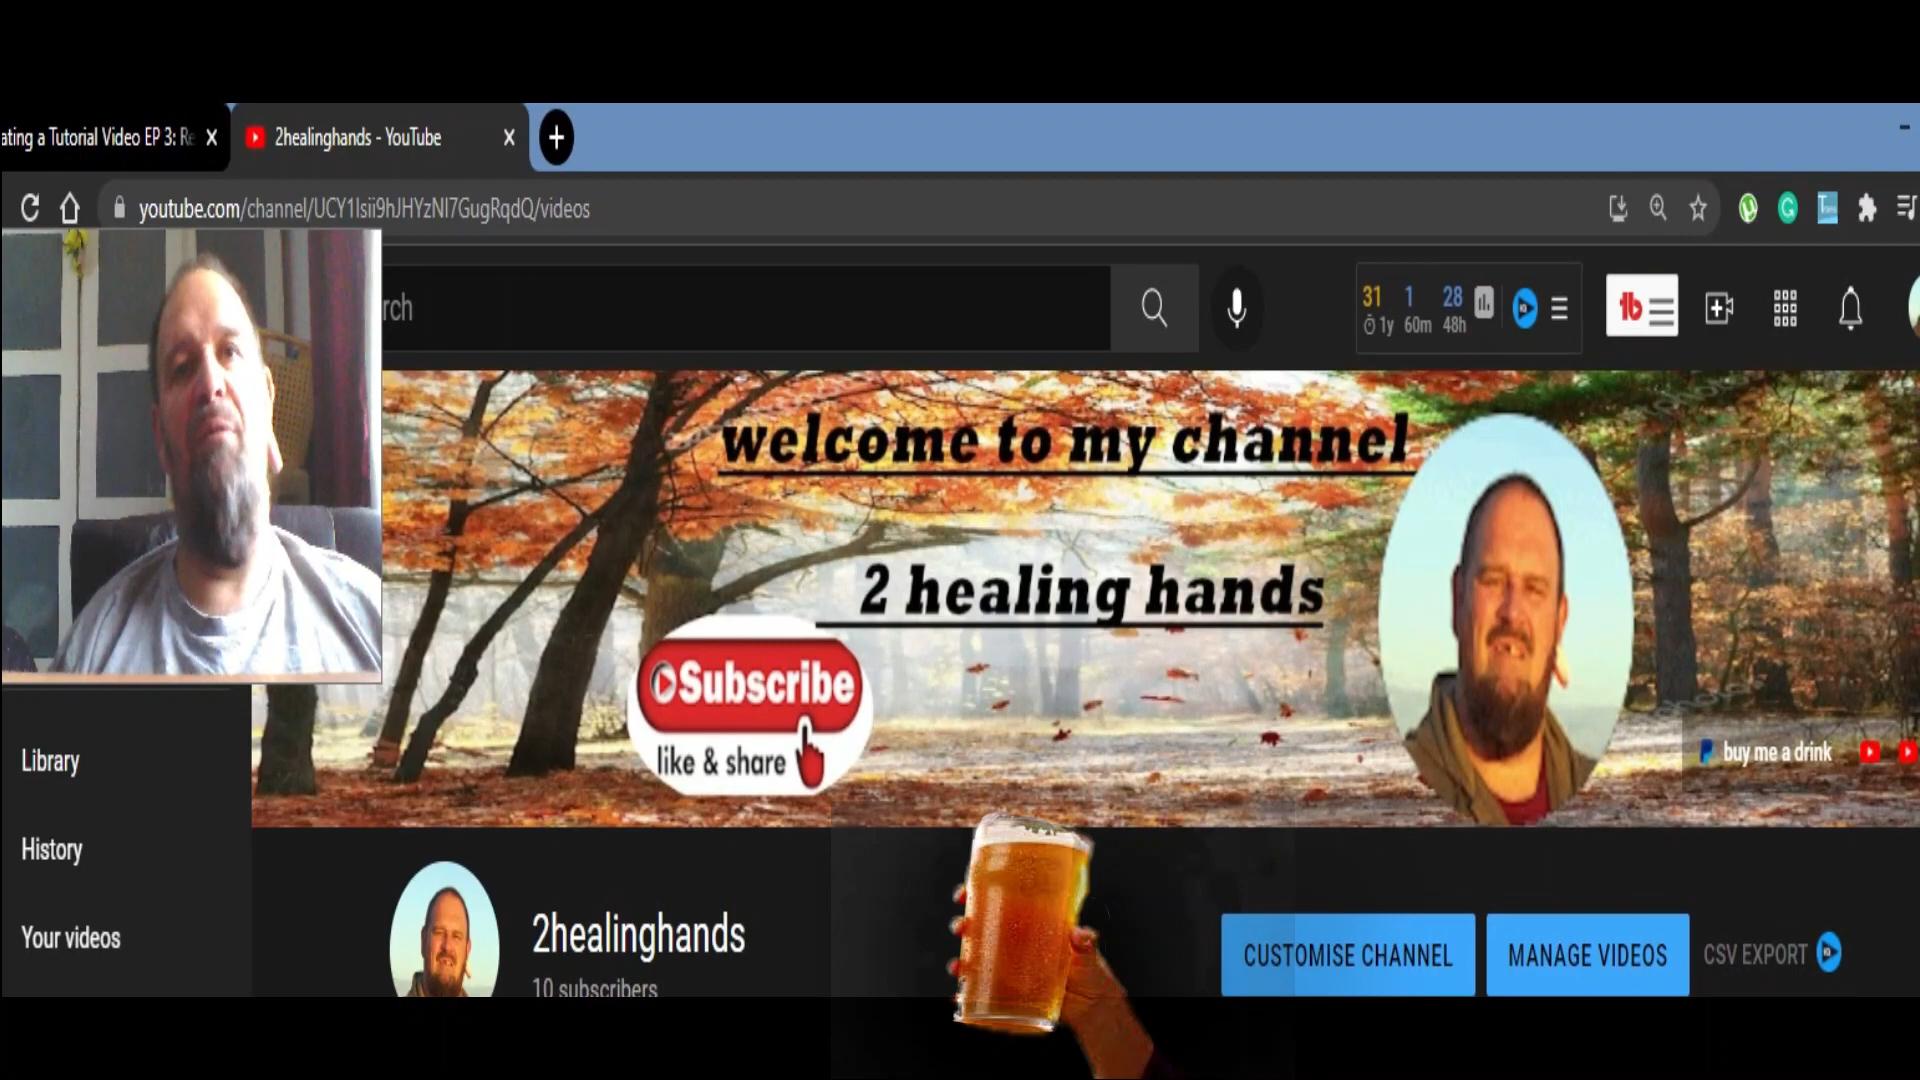 ating a Tutorial Video EP 3: Re
2healinghands - YouTube
youtube.com/channel/UCY1lsii9hJHYzNl7GugRqdQ/videos
rch
31 1 28
1y 60m 48h
welcome to my channel
2 healing hands
Subscribe
like & share
buy me a drink
Library
History
Your videos
2healinghands
10 subscribers
CUSTOMISE CHANNEL
MANAGE VIDEOS
CSV EXPORT